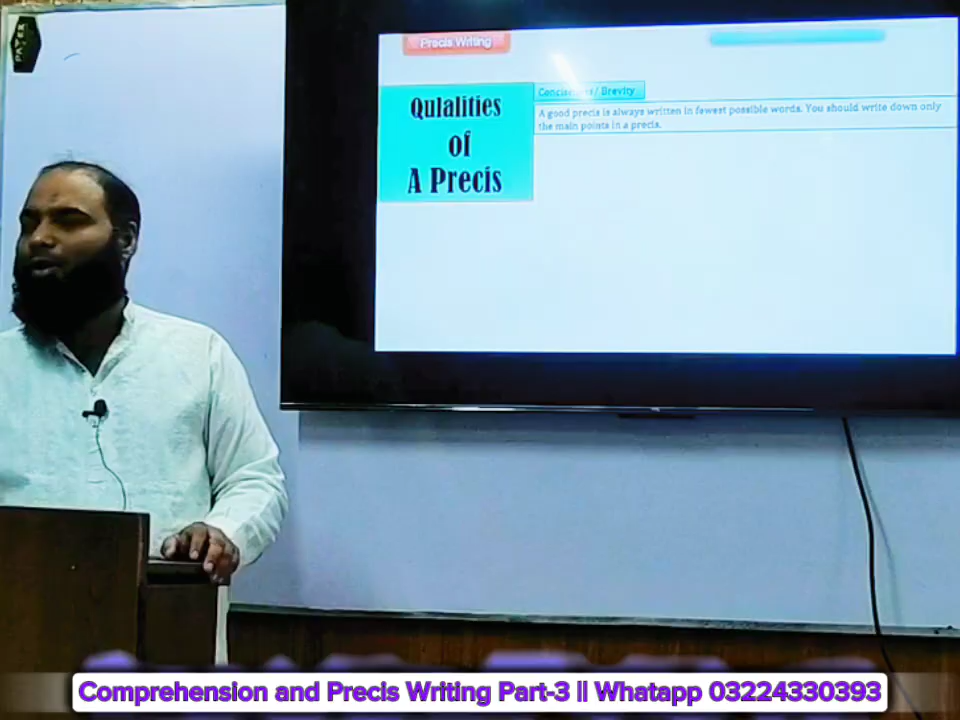 Precis Writing
Qulalities
of
A Precis
Conciseness / Brevity
A good precis is always written in fewest possible words. You should write down only
the main points in a precis.
Comprehension and Precis Writing Part-3 || Whatapp 03224330393